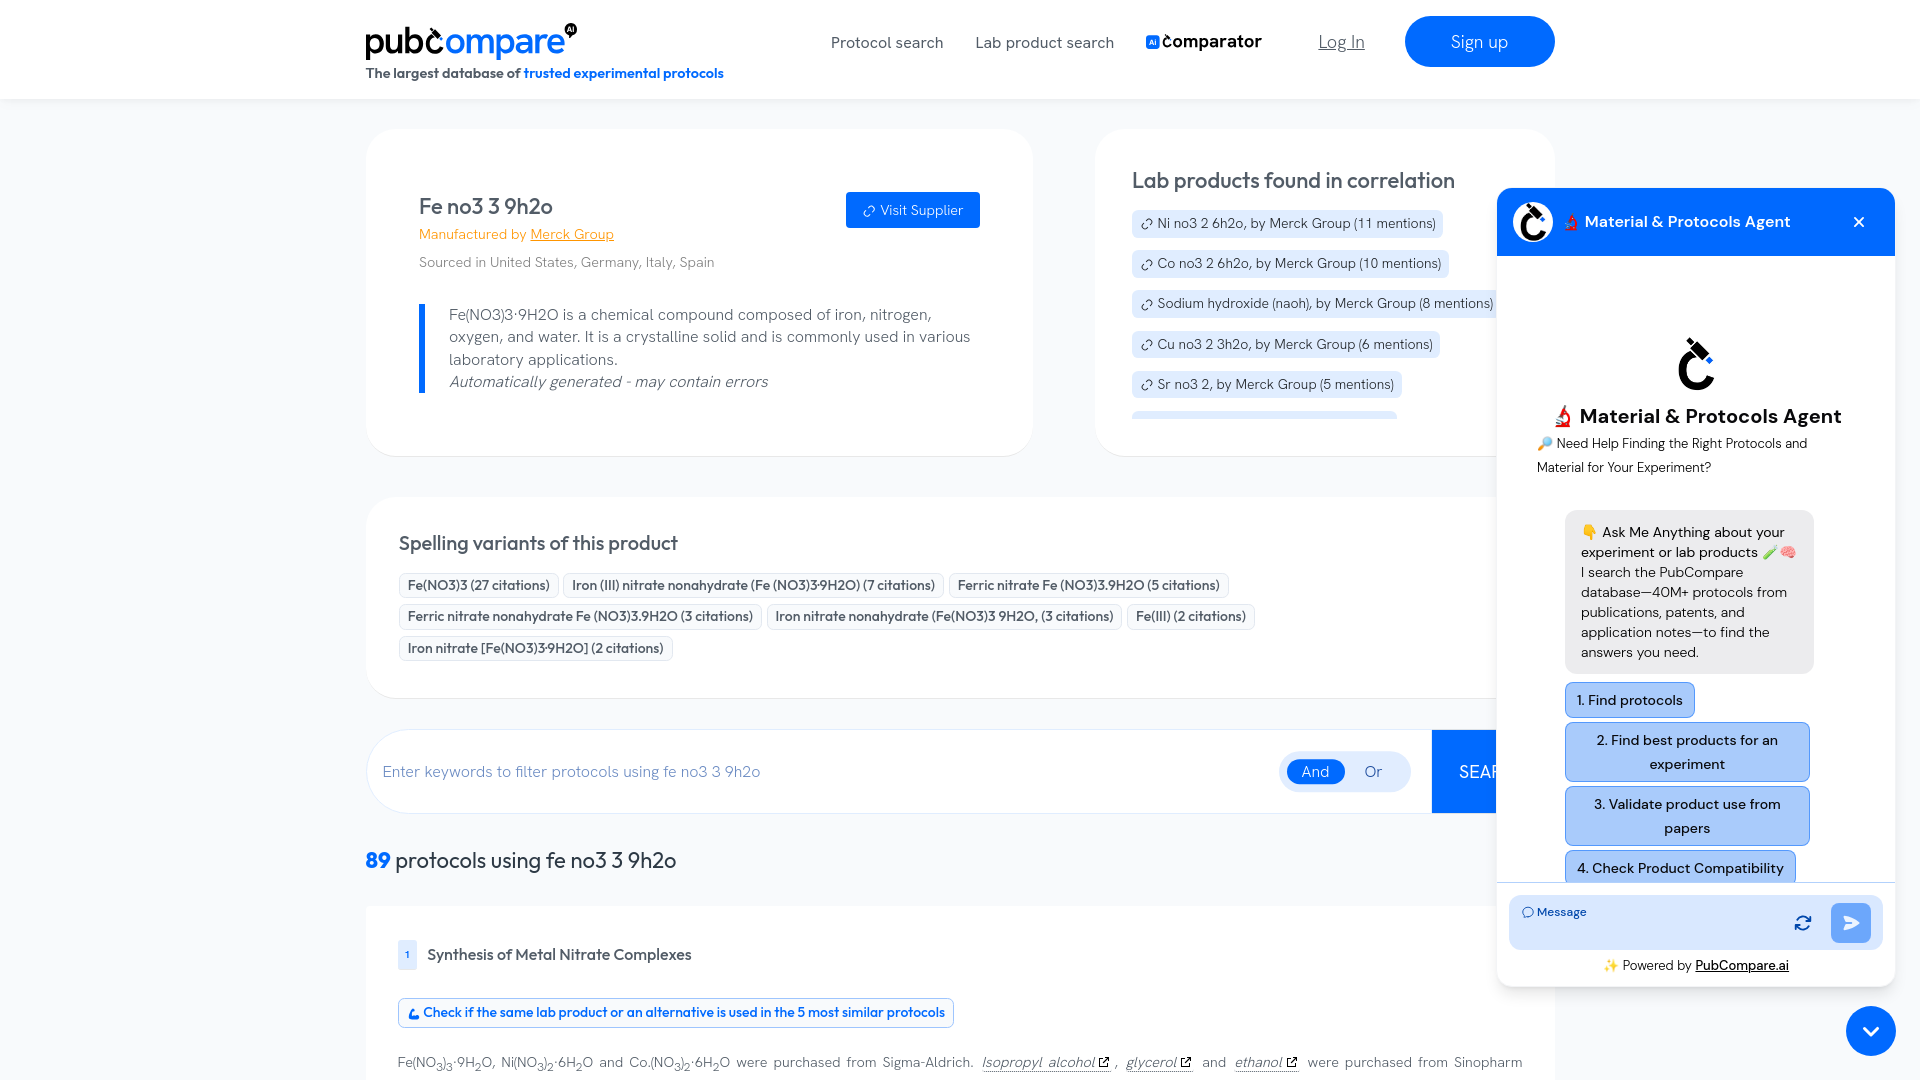 pubcompare AI
The largest database of trusted experimental protocols
Protocol search
Lab product search
Ai comparator
Log In
Sign up
Fe no3 3 9h2o
Manufactured by Merck Group
Sourced in United States, Germany, Italy, Spain
Visit Supplier
Fe(NO3)3·9H2O is a chemical compound composed of iron, nitrogen,
oxygen, and water. It is a crystalline solid and is commonly used in various
laboratory applications.
Automatically generated - may contain errors
Lab products found in correlation
Ni no3 2 6h2o, by Merck Group (11 mentions)
Co no3 2 6h2o, by Merck Group (10 mentions)
Sodium hydroxide (naoh), by Merck Group (8 mentions)
Cu no3 2 3h2o, by Merck Group (6 mentions)
Sr no3 2, by Merck Group (5 mentions)
Spelling variants of this product
Fe(NO3)3 (27 citations) Iron (III) nitrate nonahydrate (Fe (NO3)3·9H2O) (7 citations) Ferric nitrate Fe (NO3)3.9H2O (5 citations)
Ferric nitrate nonahydrate Fe (NO3)3.9H2O (3 citations) Iron nitrate nonahydrate (Fe(NO3)3 9H2O, (3 citations) Fe(III) (2 citations)
Iron nitrate [Fe(NO3)3·9H2O] (2 citations)
Enter keywords to filter protocols using fe no3 3 9h2o
And Or
SEAR
89 protocols using fe no3 3 9h2o
1 Synthesis of Metal Nitrate Complexes
Check if the same lab product or an alternative is used in the 5 most similar protocols
Fe(NO3)3·9H2O, Ni(NO3)2·6H2O and Co.(NO3)2·6H2O were purchased from Sigma-Aldrich. Isopropyl alcohol , glycerol and ethanol were purchased from Sinopharm
Material & Protocols Agent
Material & Protocols Agent
🔎 Need Help Finding the Right Protocols and
Material for Your Experiment?
👇 Ask Me Anything about your
experiment or lab products 🧪🧠
I search the PubCompare
database—40M+ protocols from
publications, patents, and
application notes—to find the
answers you need.
1. Find protocols
2. Find best products for an
experiment
3. Validate product use from
papers
4. Check Product Compatibility
Message
✨ Powered by PubCompare.ai